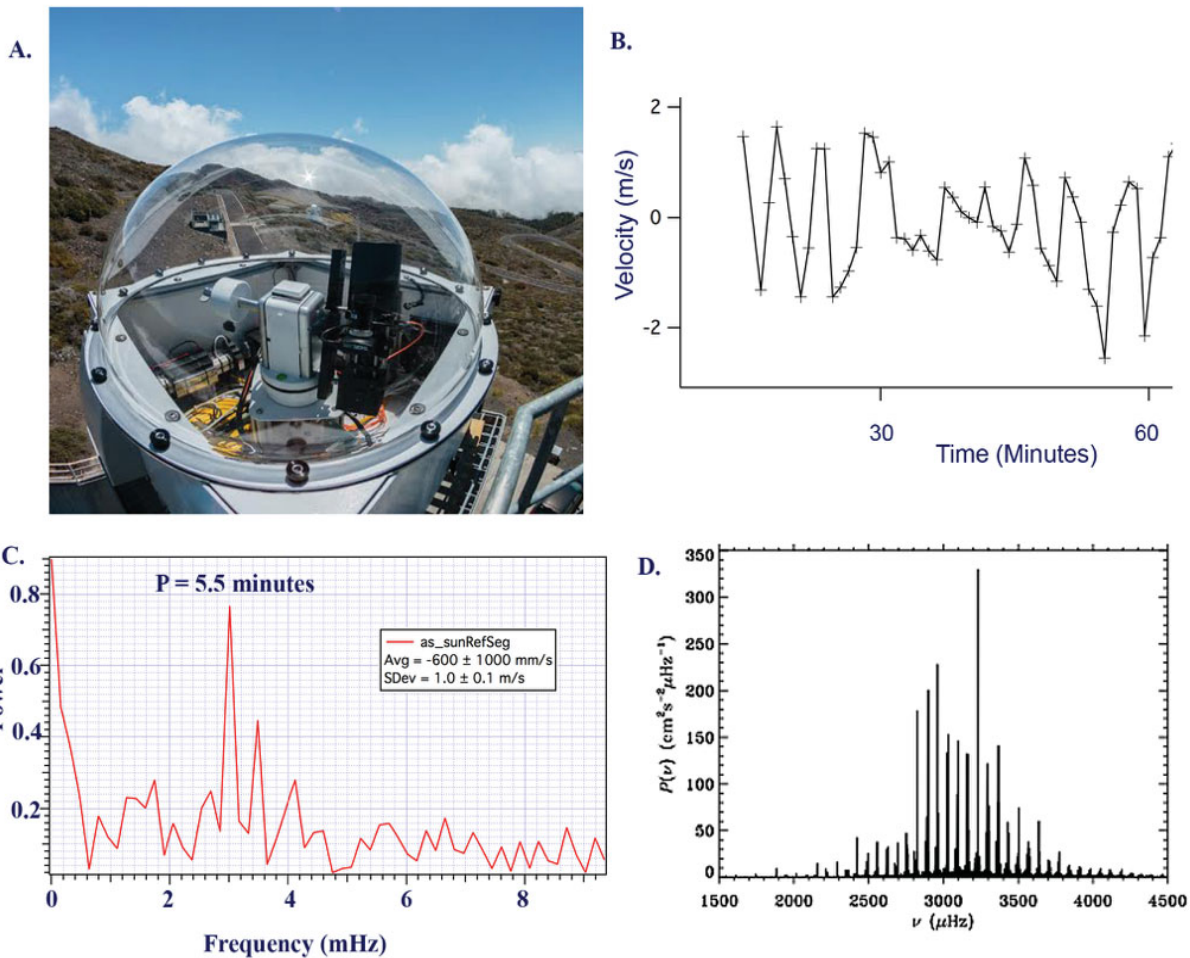 A.
B.
2
0
-2
Velocity (m/s)
30
60
Time (Minutes)
C.
P = 5.5 minutes
0.8
0.6
0.4
0.2
as_sunRefSeg
Avg = -600 ± 1000 mm/s
SDev = 1.0 ± 0.1 m/s
0
2
4
6
8
Frequency (mHz)
D.
350
300
250
200
150
100
50
0
P(ν) (cm²s⁻²μHz⁻¹)
1500
2000
2500
3000
3500
4000
4500
ν (μHz)